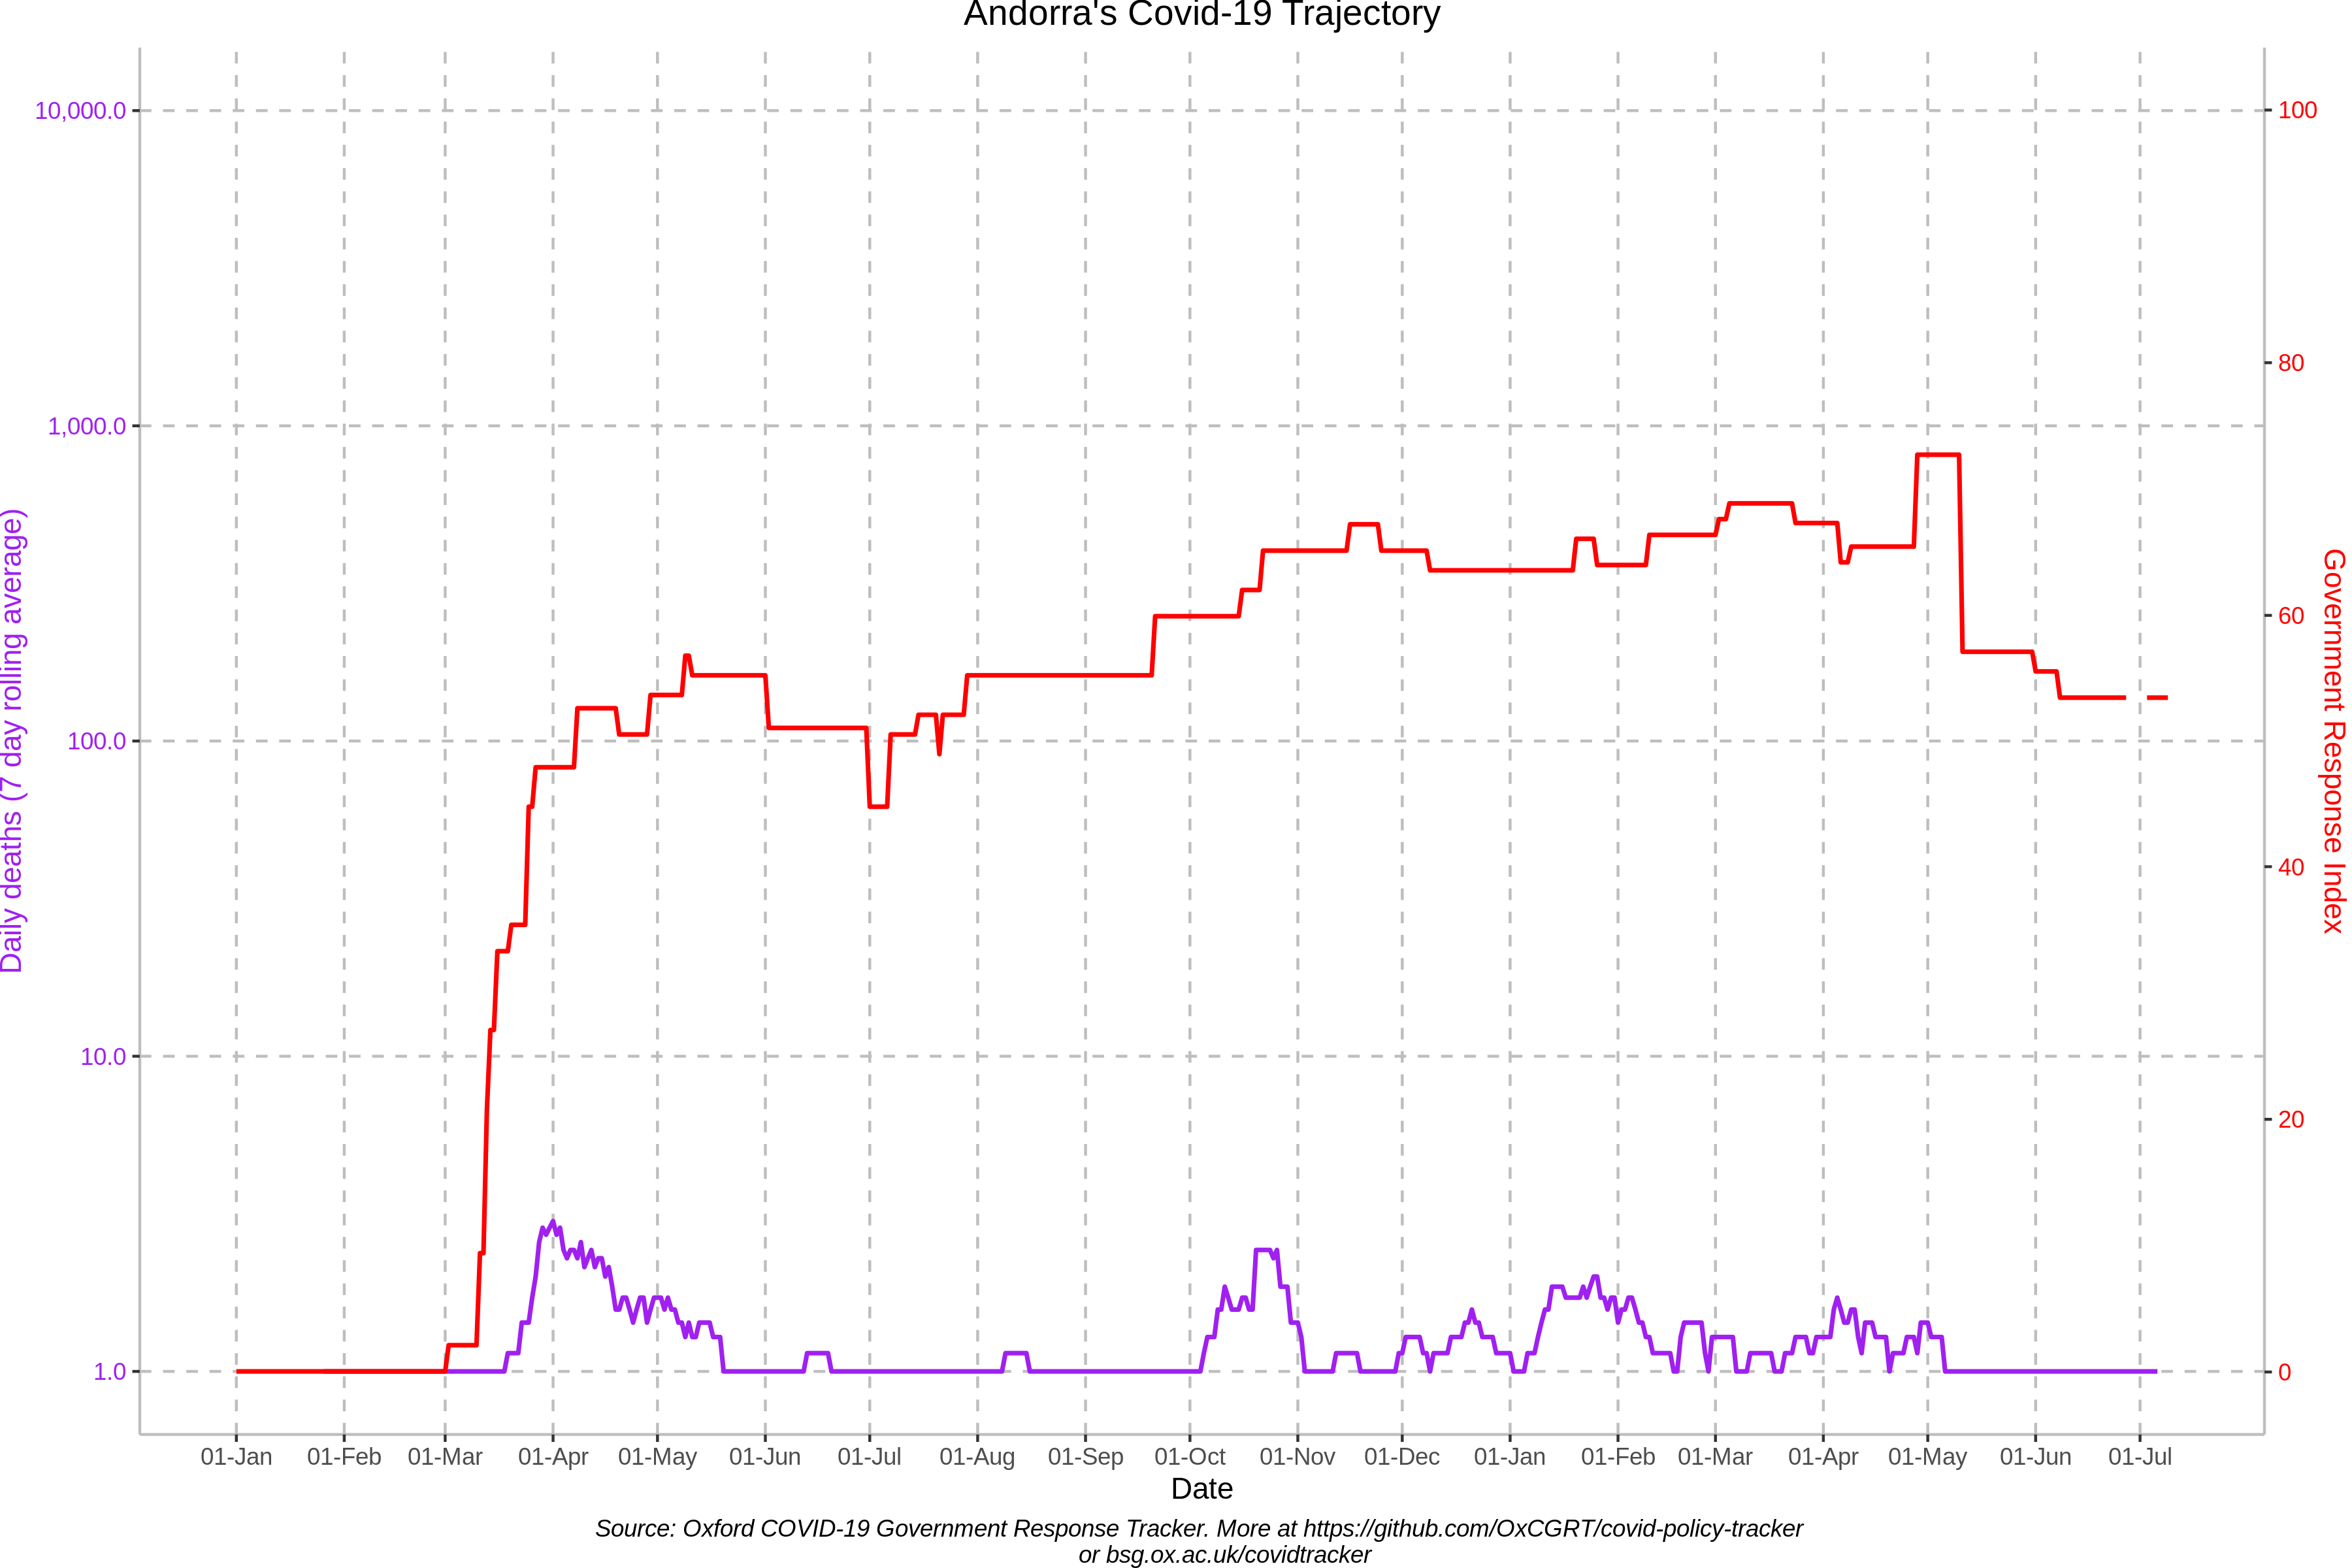 Andorra's Covid-19 Trajectory
Daily deaths (7 day rolling average)
10,000.0
1,000.0
100.0
10.0
1.0
100
80
60
40
20
0
Government Response Index
01-Jan 01-Feb 01-Mar 01-Apr 01-May 01-Jun 01-Jul 01-Aug 01-Sep 01-Oct 01-Nov 01-Dec 01-Jan 01-Feb 01-Mar 01-Apr 01-May 01-Jun 01-Jul
Date
Source: Oxford COVID-19 Government Response Tracker. More at https://github.com/OxCGRT/covid-policy-tracker
or bsg.ox.ac.uk/covidtracker